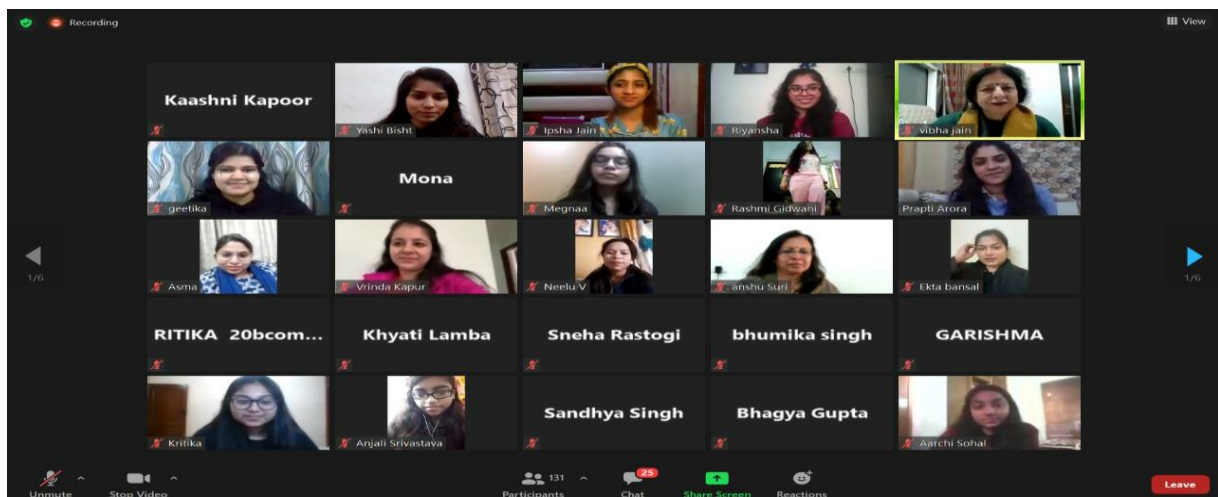 Recording
View
Kaashni Kapoor
Yashi Bisht
Ipsha Jain
Riyansha
vibha jain
geetika
Mona
Megnaa
Rashmi Gidwani
Prapti Arora
Asma
Vrinda Kapur
Neelu V
anshu Suri
Ekta bansal
1/6
1/6
RITIKA 20bcom...
Khyati Lamba
Sneha Rastogi
bhumika singh
GARISHMA
Kritika
Anjali Srivastava
Sandhya Singh
Bhagya Gupta
Aarchi Sohal
Unmute
Stop Video
131
Participants
25
Chat
Share Screen
Reactions
Leave